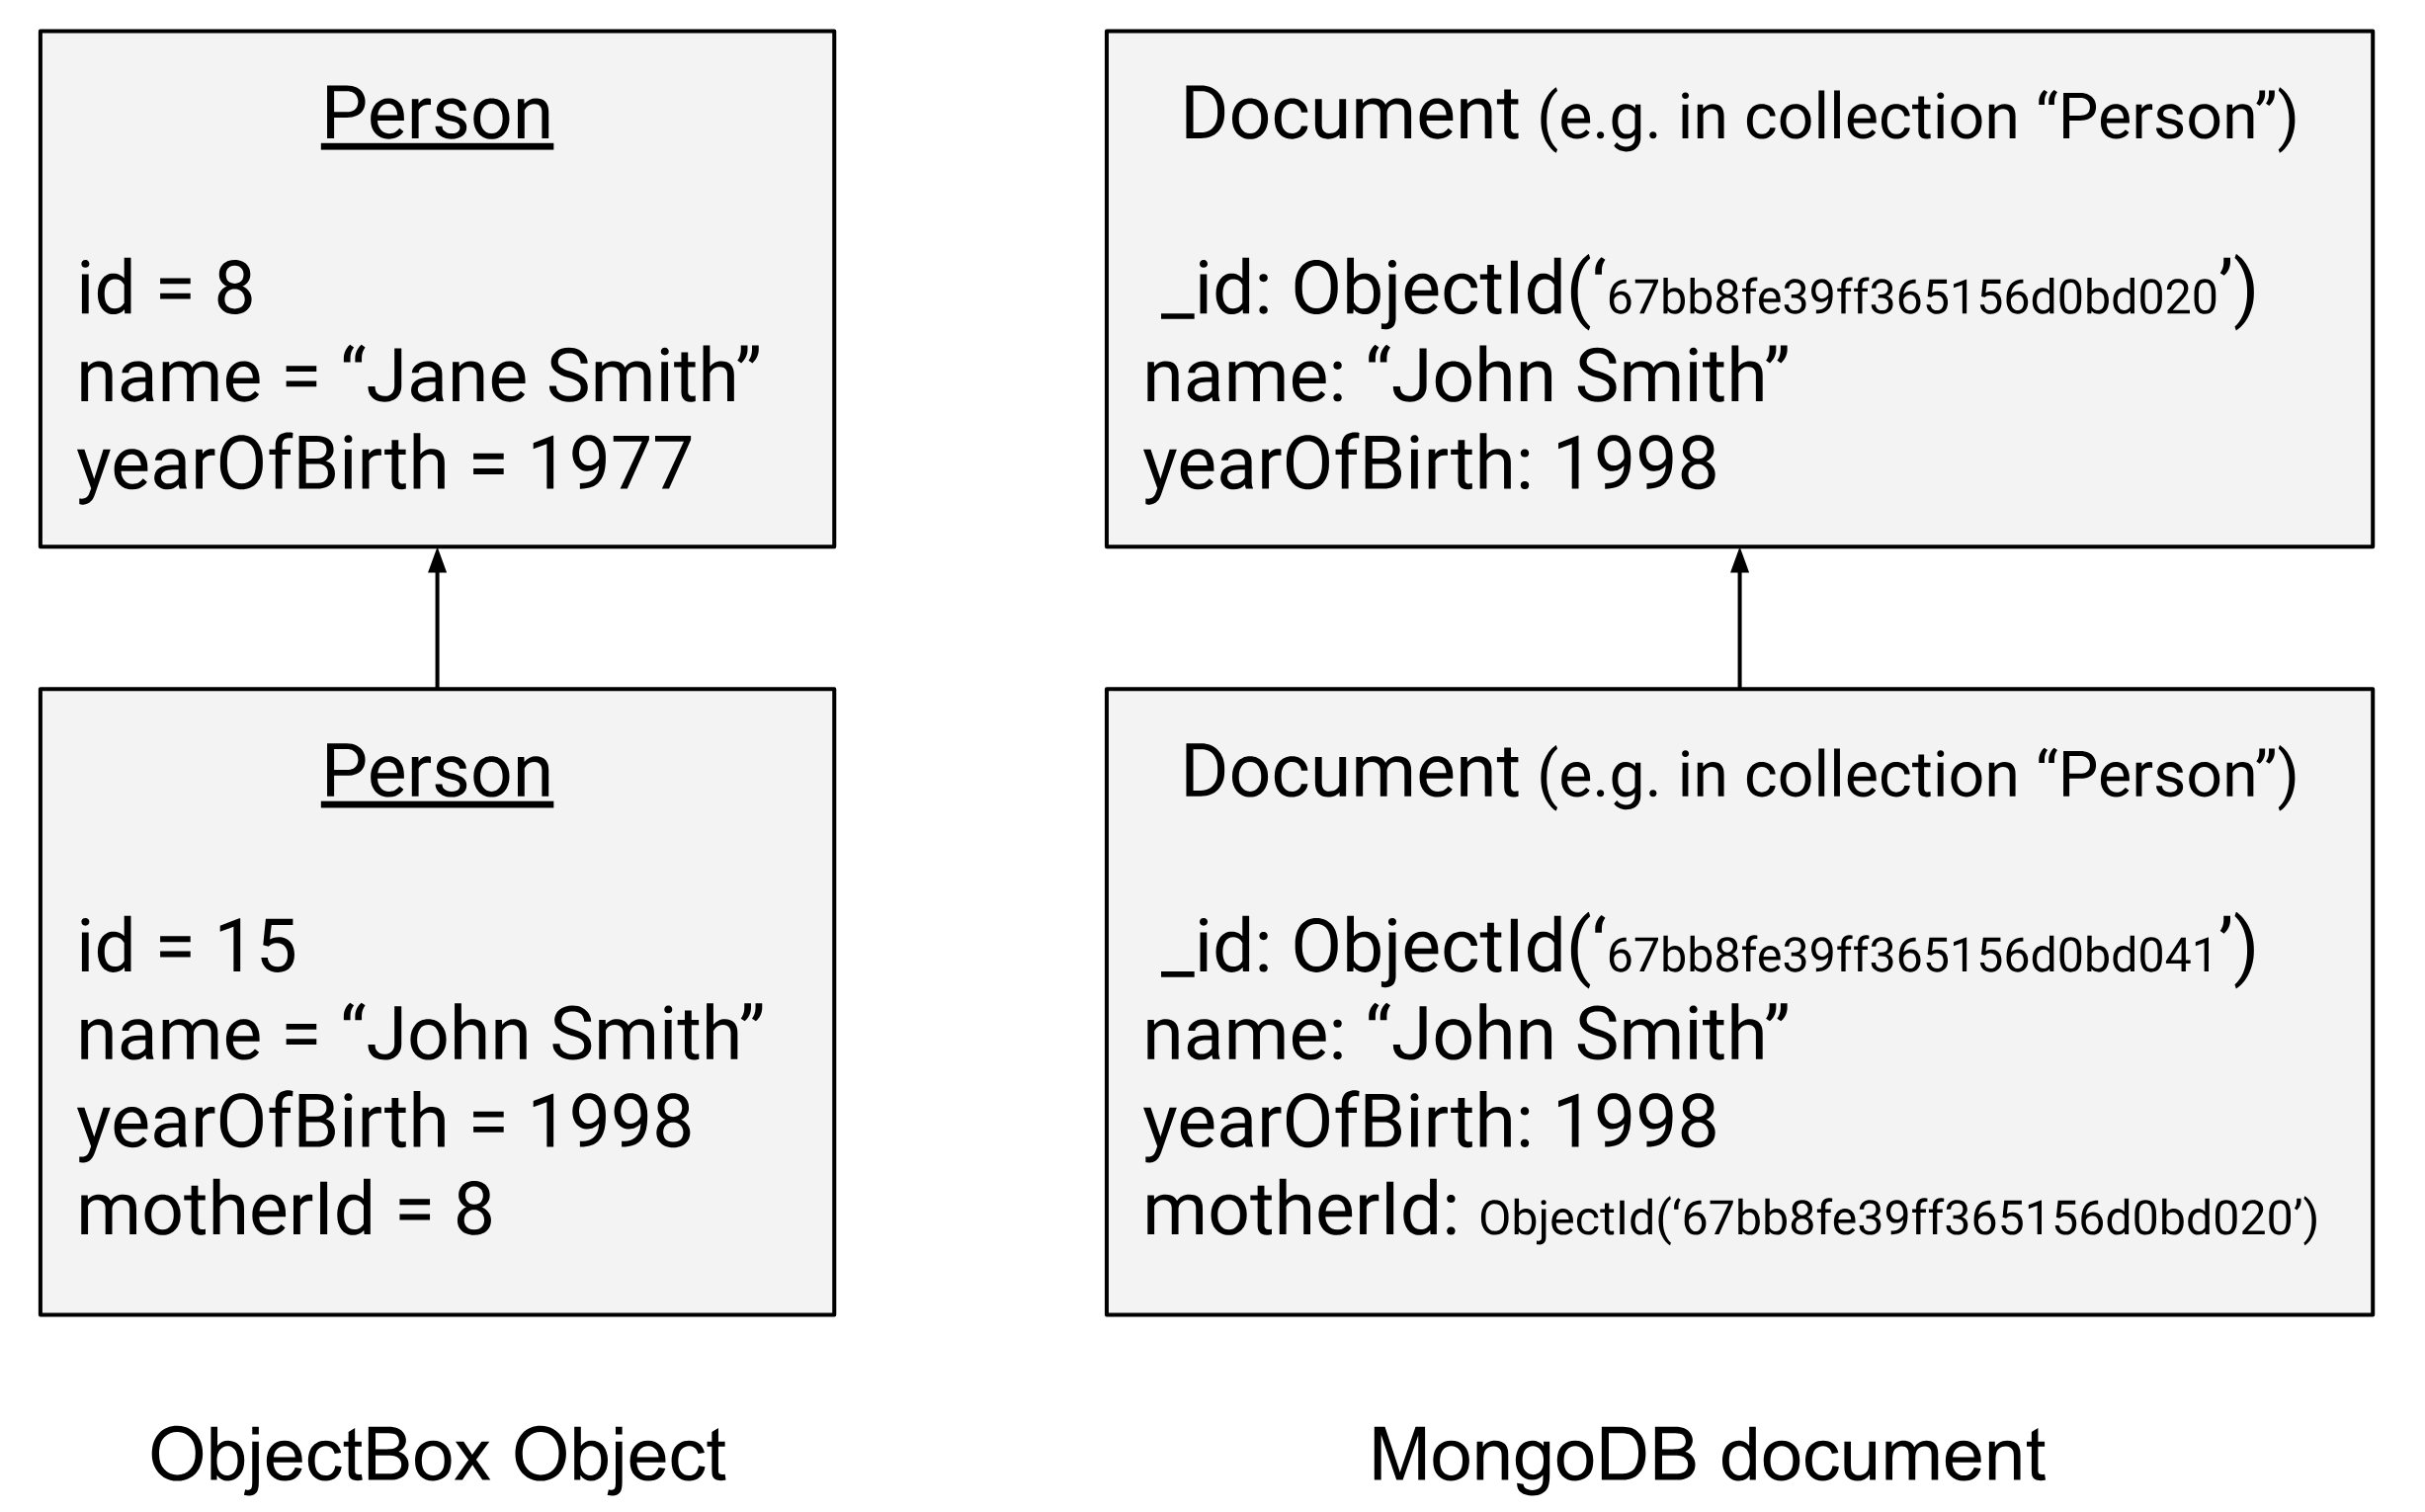 Person
id = 8
name = “Jane Smith”
yearOfBirth = 1977
Document (e.g. in collection “Person”)
_id: ObjectId(‘67bb8fe39ff365156d0bd020’)
name: “John Smith”
yearOfBirth: 1998
Person
id = 15
name = “John Smith”
yearOfBirth = 1998
motherId = 8
Document (e.g. in collection “Person”)
_id: ObjectId(‘67bb8fe39ff365156d0bd041’)
name: “John Smith”
yearOfBirth: 1998
motherId: ObjectId(‘67bb8fe39ff365156d0bd020’)
ObjectBox Object
MongoDB document